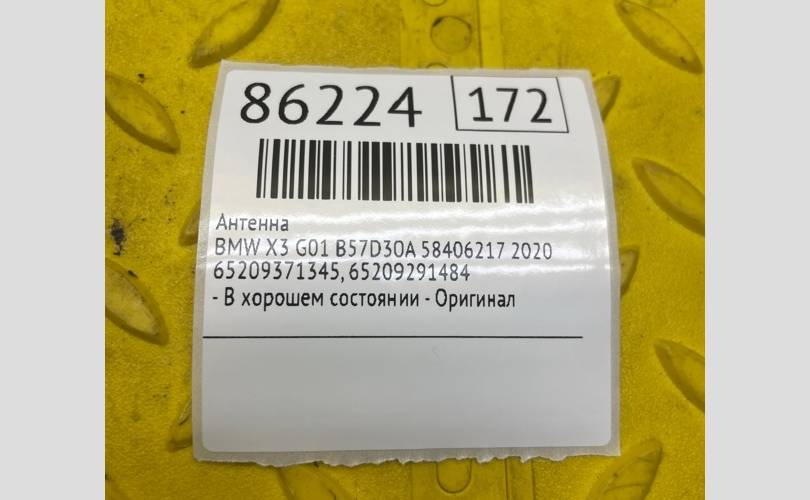 86224 172
Антенна
BMW X3 G01 B57D30A 58406217 2020
65209371345, 65209291484
- В хорошем состоянии - Оригинал